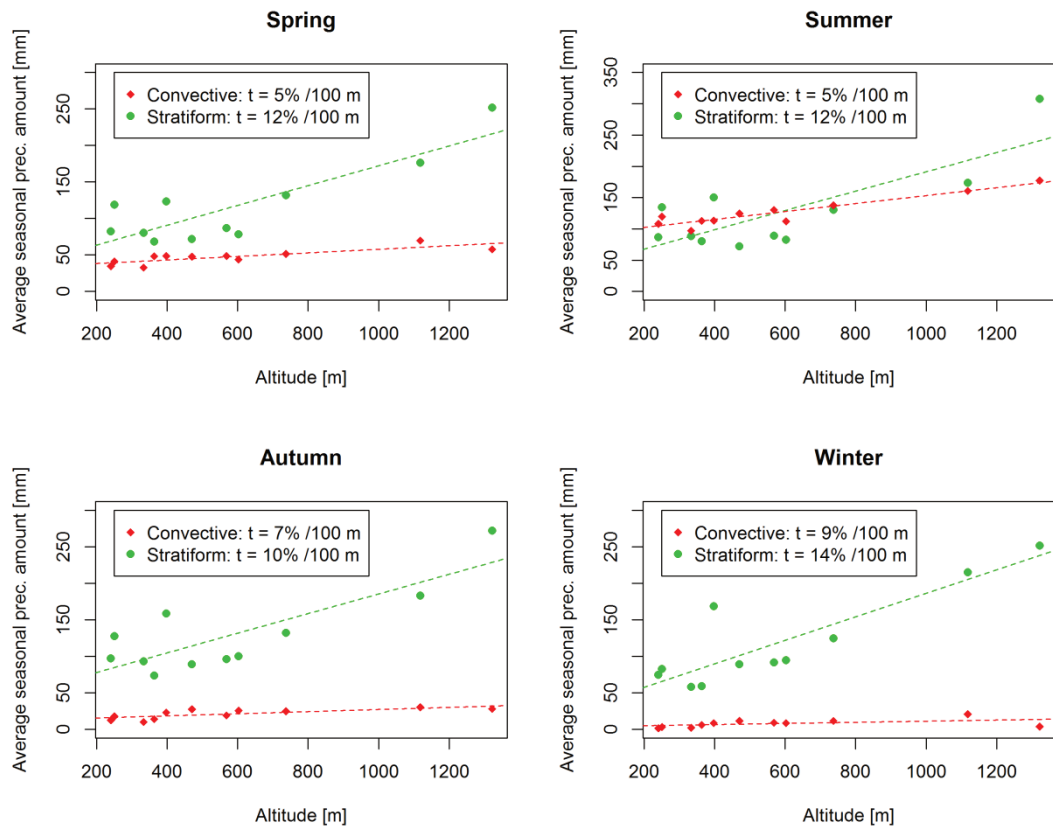 Spring
Average seasonal prec. amount [mm]
0
50
150
250
Convective: t = 5% /100 m
Stratiform: t = 12% /100 m
200 400 600 800 1000 1200
Altitude [m]
Summer
Average seasonal prec. amount [mm]
0
50
150
250
350
Convective: t = 5% /100 m
Stratiform: t = 12% /100 m
200 400 600 800 1000 1200
Altitude [m]
Autumn
Average seasonal prec. amount [mm]
0
50
150
250
Convective: t = 7% /100 m
Stratiform: t = 10% /100 m
200 400 600 800 1000 1200
Altitude [m]
Winter
Average seasonal prec. amount [mm]
0
50
150
250
Convective: t = 9% /100 m
Stratiform: t = 14% /100 m
200 400 600 800 1000 1200
Altitude [m]